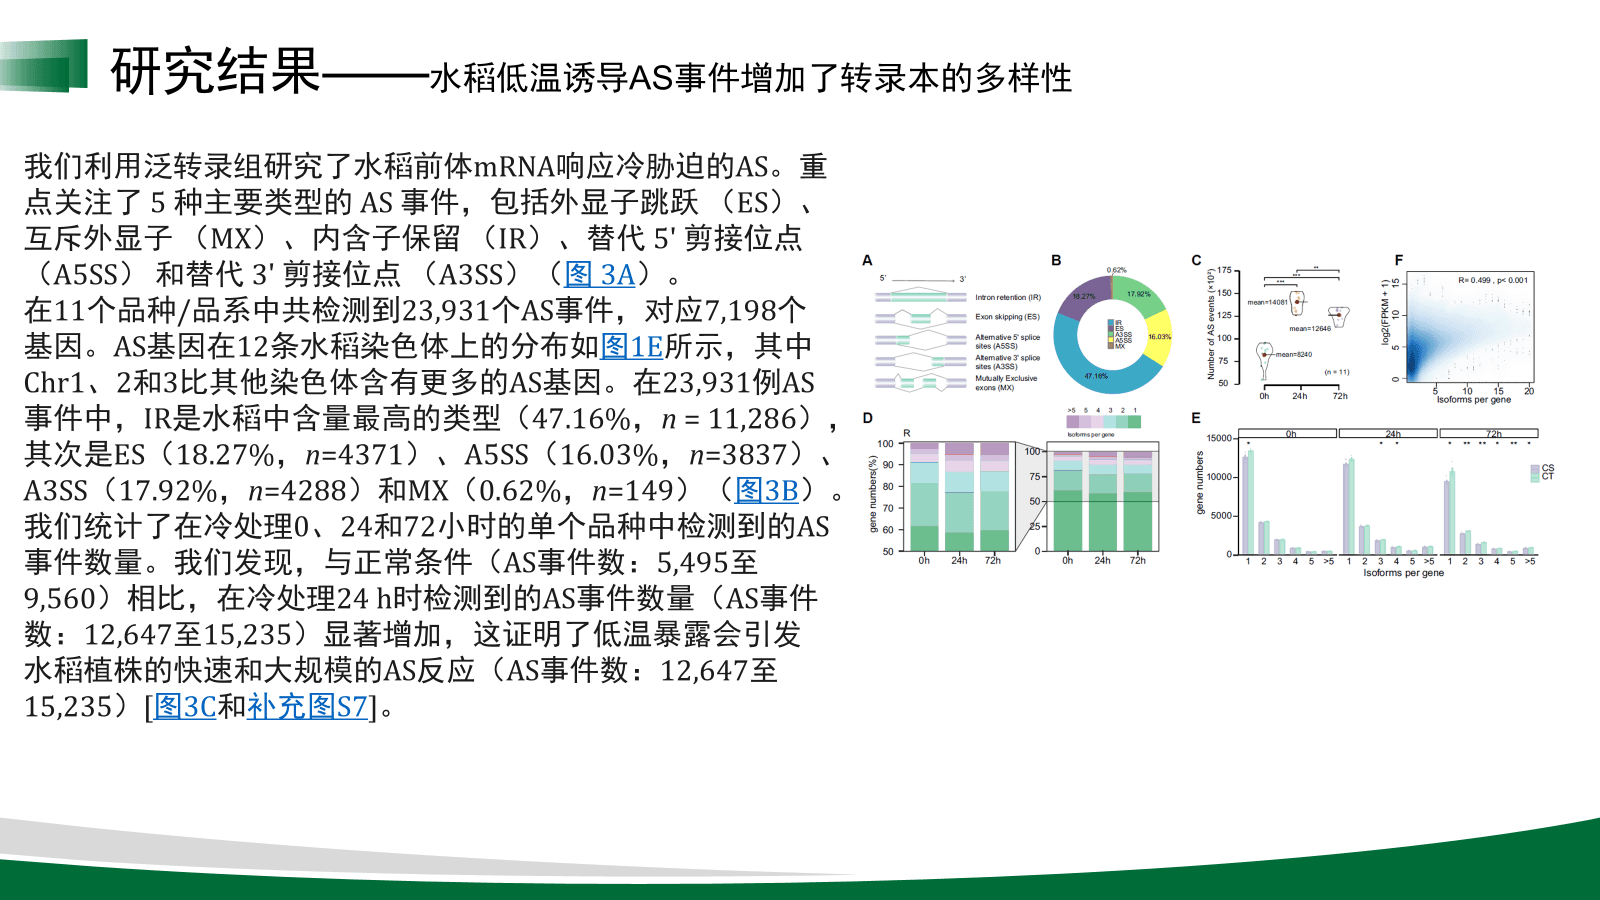 研究结果——水稻低温诱导AS事件增加了转录本的多样性
我们利用泛转录组研究了水稻前体mRNA响应冷胁迫的AS。重
点关注了 5 种主要类型的 AS 事件，包括外显子跳跃 （ES）、
互斥外显子 （MX）、内含子保留 （IR）、替代 5' 剪接位点
（A5SS） 和替代 3' 剪接位点 （A3SS）（图 3A）。
在11个品种/品系中共检测到23,931个AS事件，对应7,198个
基因。AS基因在12条水稻染色体上的分布如图1E所示，其中
Chr1、2和3比其他染色体含有更多的AS基因。在23,931例AS
事件中，IR是水稻中含量最高的类型（47.16%，n = 11,286），
其次是ES（18.27%，n=4371）、A5SS（16.03%，n=3837）、
A3SS（17.92%，n=4288）和MX（0.62%，n=149）（图3B）。
我们统计了在冷处理0、24和72小时的单个品种中检测到的AS
事件数量。我们发现，与正常条件（AS事件数：5,495至
9,560）相比，在冷处理24 h时检测到的AS事件数量（AS事件
数：12,647至15,235）显著增加，这证明了低温暴露会引发
水稻植株的快速和大规模的AS反应（AS事件数：12,647至
15,235）[图3C和补充图S7]。
A
5'
3'
Intron retention (IR)
Exon skipping (ES)
Alternative 5' splice
sites (A5SS)
Alternative 3' splice
sites (A3SS)
Mutually Exclusive
exons (MX)
B
0.62%
18.27%
17.92%
16.03%
47.16%
IR
ES
A3SS
A5SS
MX
C
Number of AS events (×10²)
175
150
125
100
75
50
**
***
***
mean=14081
mean=12646
mean=8240
(n = 11)
0h 24h 72h
F
log2(FPKM + 1)
15
10
5
0
R= 0.499 , p< 0.001
5 10 15 20
Isoforms per gene
D
R
>5 5 4 3 2 1
Isoforms per gene
gene numbers(%)
100
90
80
70
60
50
0h 24h 72h
100
75
50
25
0
0h 24h 72h
E
gene numbers
15000
10000
5000
0
0h 24h 72h
*
* *
* ** ** * ** *
1 2 3 4 5 >5 1 2 3 4 5 >5 1 2 3 4 5 >5
Isoforms per gene
CS
CT